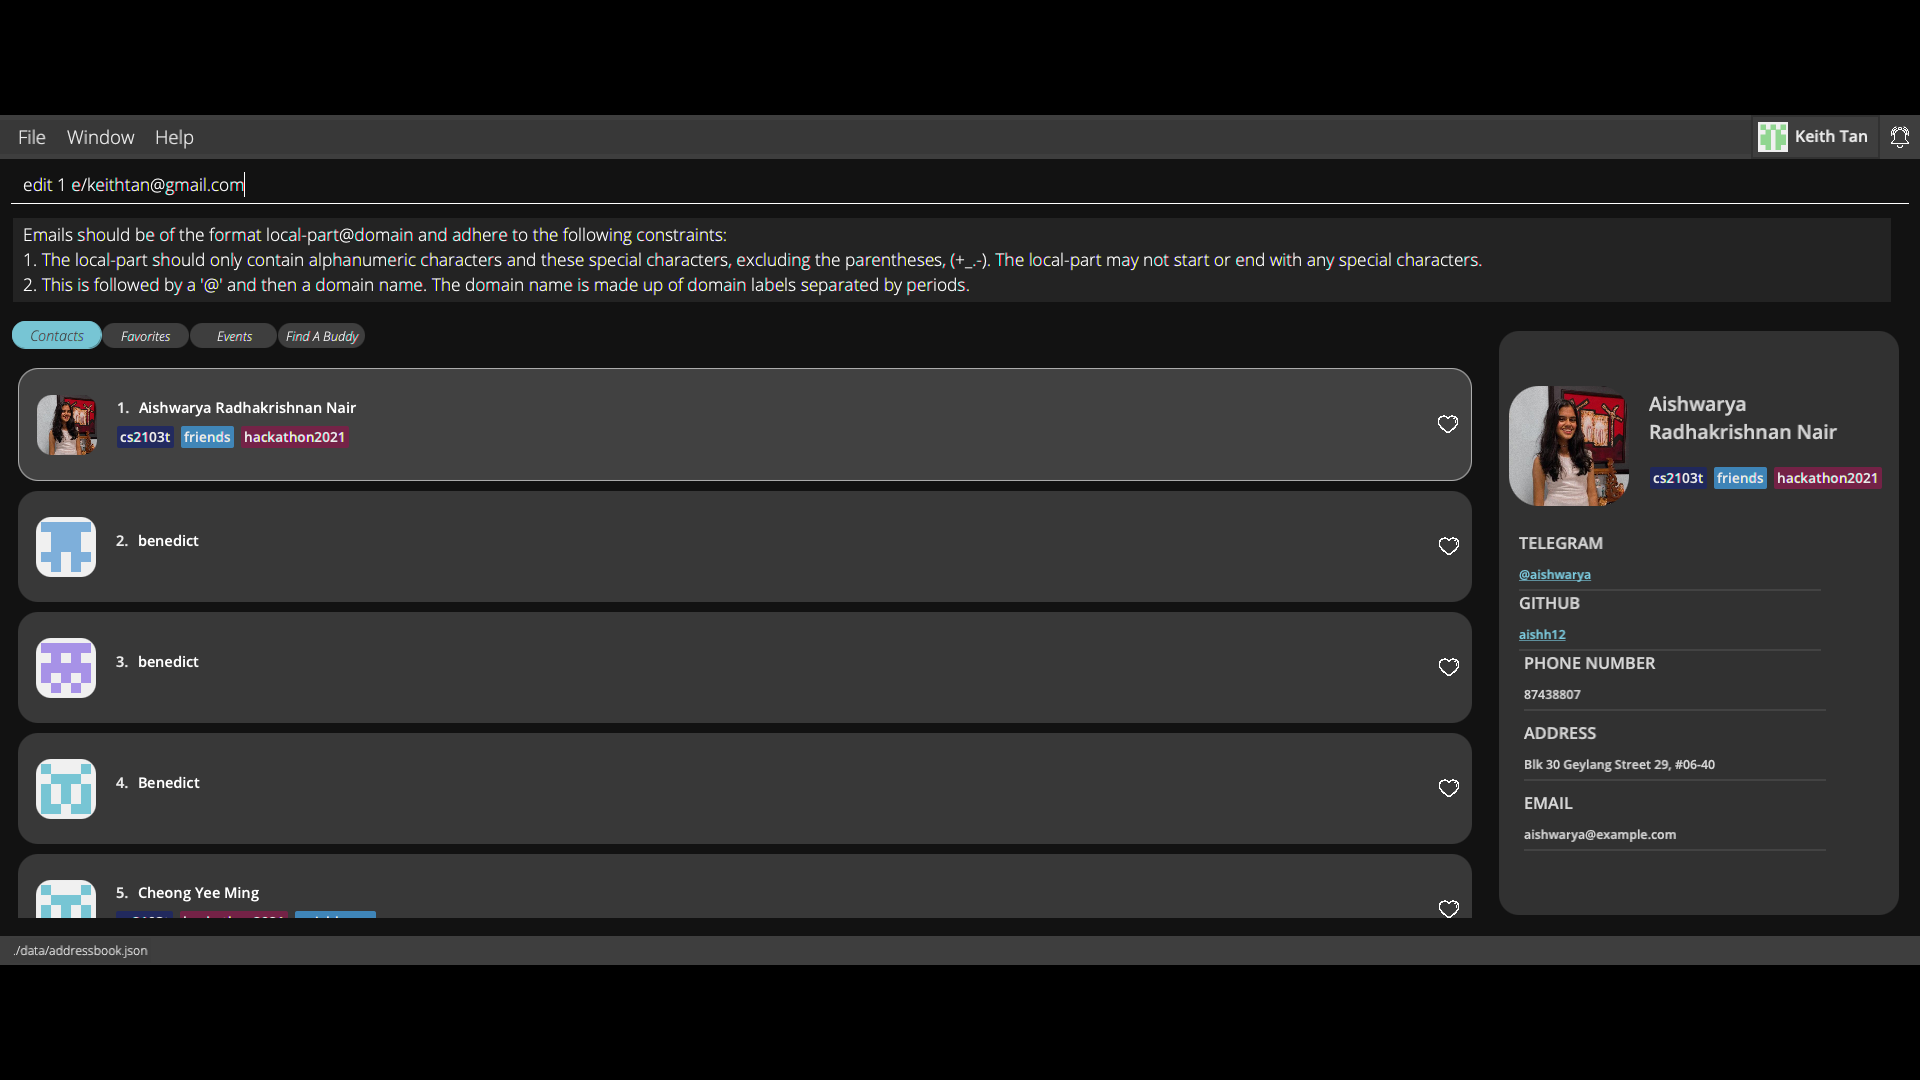 File Window Help
Keith Tan
edit 1 e/keithtan@gmail.com
Emails should be of the format local-part@domain and adhere to the following constraints:
1. The local-part should only contain alphanumeric characters and these special characters, excluding the parentheses, (+_.-). The local-part may not start or end with any special characters.
2. This is followed by a '@' and then a domain name. The domain name is made up of domain labels separated by periods.
Contacts Favorites Events Find A Buddy
1. Aishwarya Radhakrishnan Nair
cs2103t friends hackathon2021
2. benedict
3. benedict
4. Benedict
5. Cheong Yee Ming
Aishwarya
Radhakrishnan Nair
cs2103t friends hackathon2021
TELEGRAM
@aishwarya
GITHUB
aishh12
PHONE NUMBER
87438807
ADDRESS
Blk 30 Geylang Street 29, #06-40
EMAIL
aishwarya@example.com
./data/addressbook.json